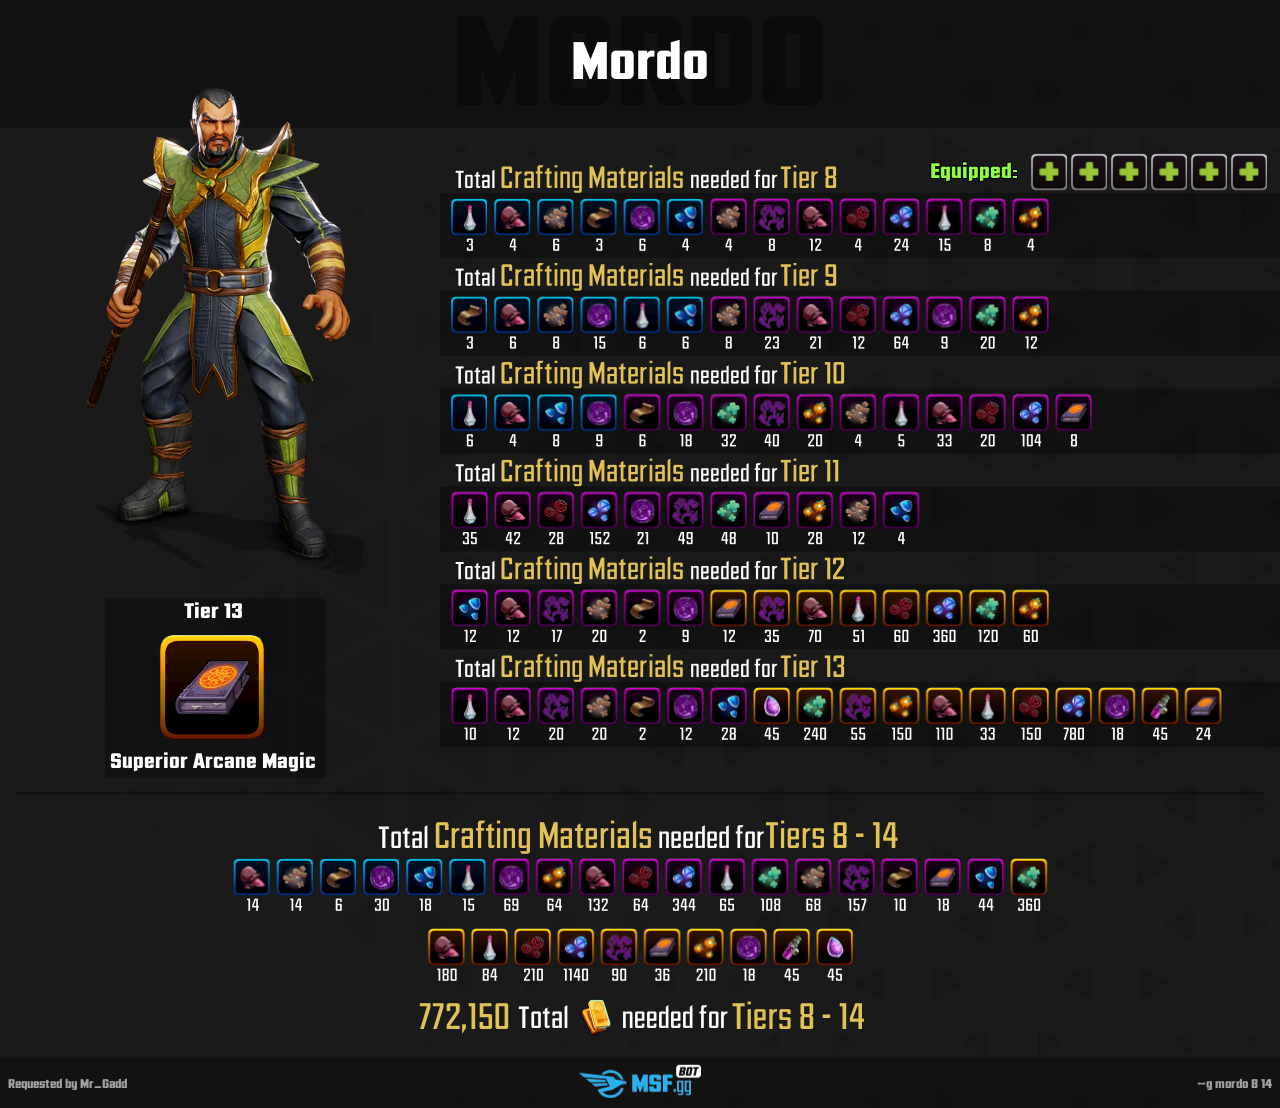 MORDO
Mordo
Equipped:
Total Crafting Materials needed for Tier 8
3 4 6 3 6 4 4 8 12 4 24 15 8 4
Total Crafting Materials needed for Tier 9
3 6 8 15 6 6 8 23 21 12 64 9 20 12
Total Crafting Materials needed for Tier 10
6 4 8 9 6 18 32 40 20 4 5 33 20 104 8
Total Crafting Materials needed for Tier 11
35 42 28 152 21 49 48 10 28 12 4
Total Crafting Materials needed for Tier 12
12 12 17 20 2 9 12 35 70 51 60 360 120 60
Total Crafting Materials needed for Tier 13
10 12 20 20 2 12 28 45 240 55 150 110 33 150 780 18 45 24
Tier 13
Superior Arcane Magic
Total Crafting Materials needed for Tiers 8 - 14
14 14 6 30 18 15 69 64 132 64 344 65 108 68 157 10 18 44 360
180 84 210 1140 90 36 210 18 45 45
772,150 Total needed for Tiers 8 - 14
Requested by Mr_Gadd
MSF.gg BOT
~g mordo 8 14